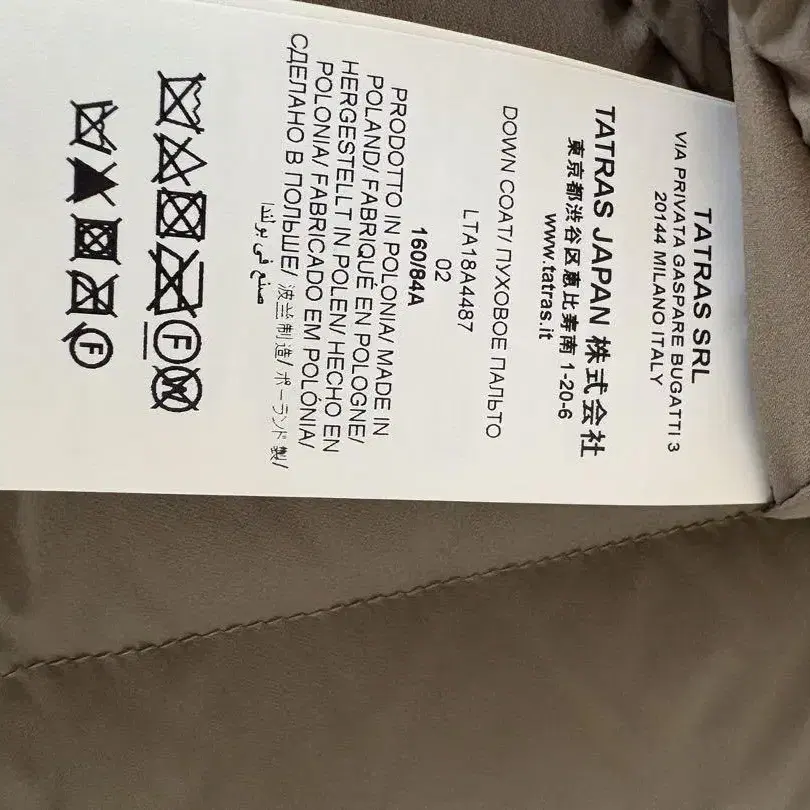 TATRAS SRL
VIA PRIVATA GASPARE BUGATTI 3
20144 MILANO ITALY
TATRAS JAPAN 株式会社
東京都渋谷区恵比寿南 1-20-6
www.tatras.it
DOWN COAT/ ПУХОВОЕ ПАЛЬТО
LTA18A4487
02
160/84A
PRODOTTO IN POLONIA/ MADE IN
POLAND/ FABRIQUÉ EN POLOGNE/
HERGESTELLT IN POLEN/ HECHO EN
POLONIA/ FABRICADO EM POLÓNIA/
СДЕЛАНО В ПОЛЬШЕ/ 波兰制造/ ポーランド製/
صنع في بولندا
F
W
F